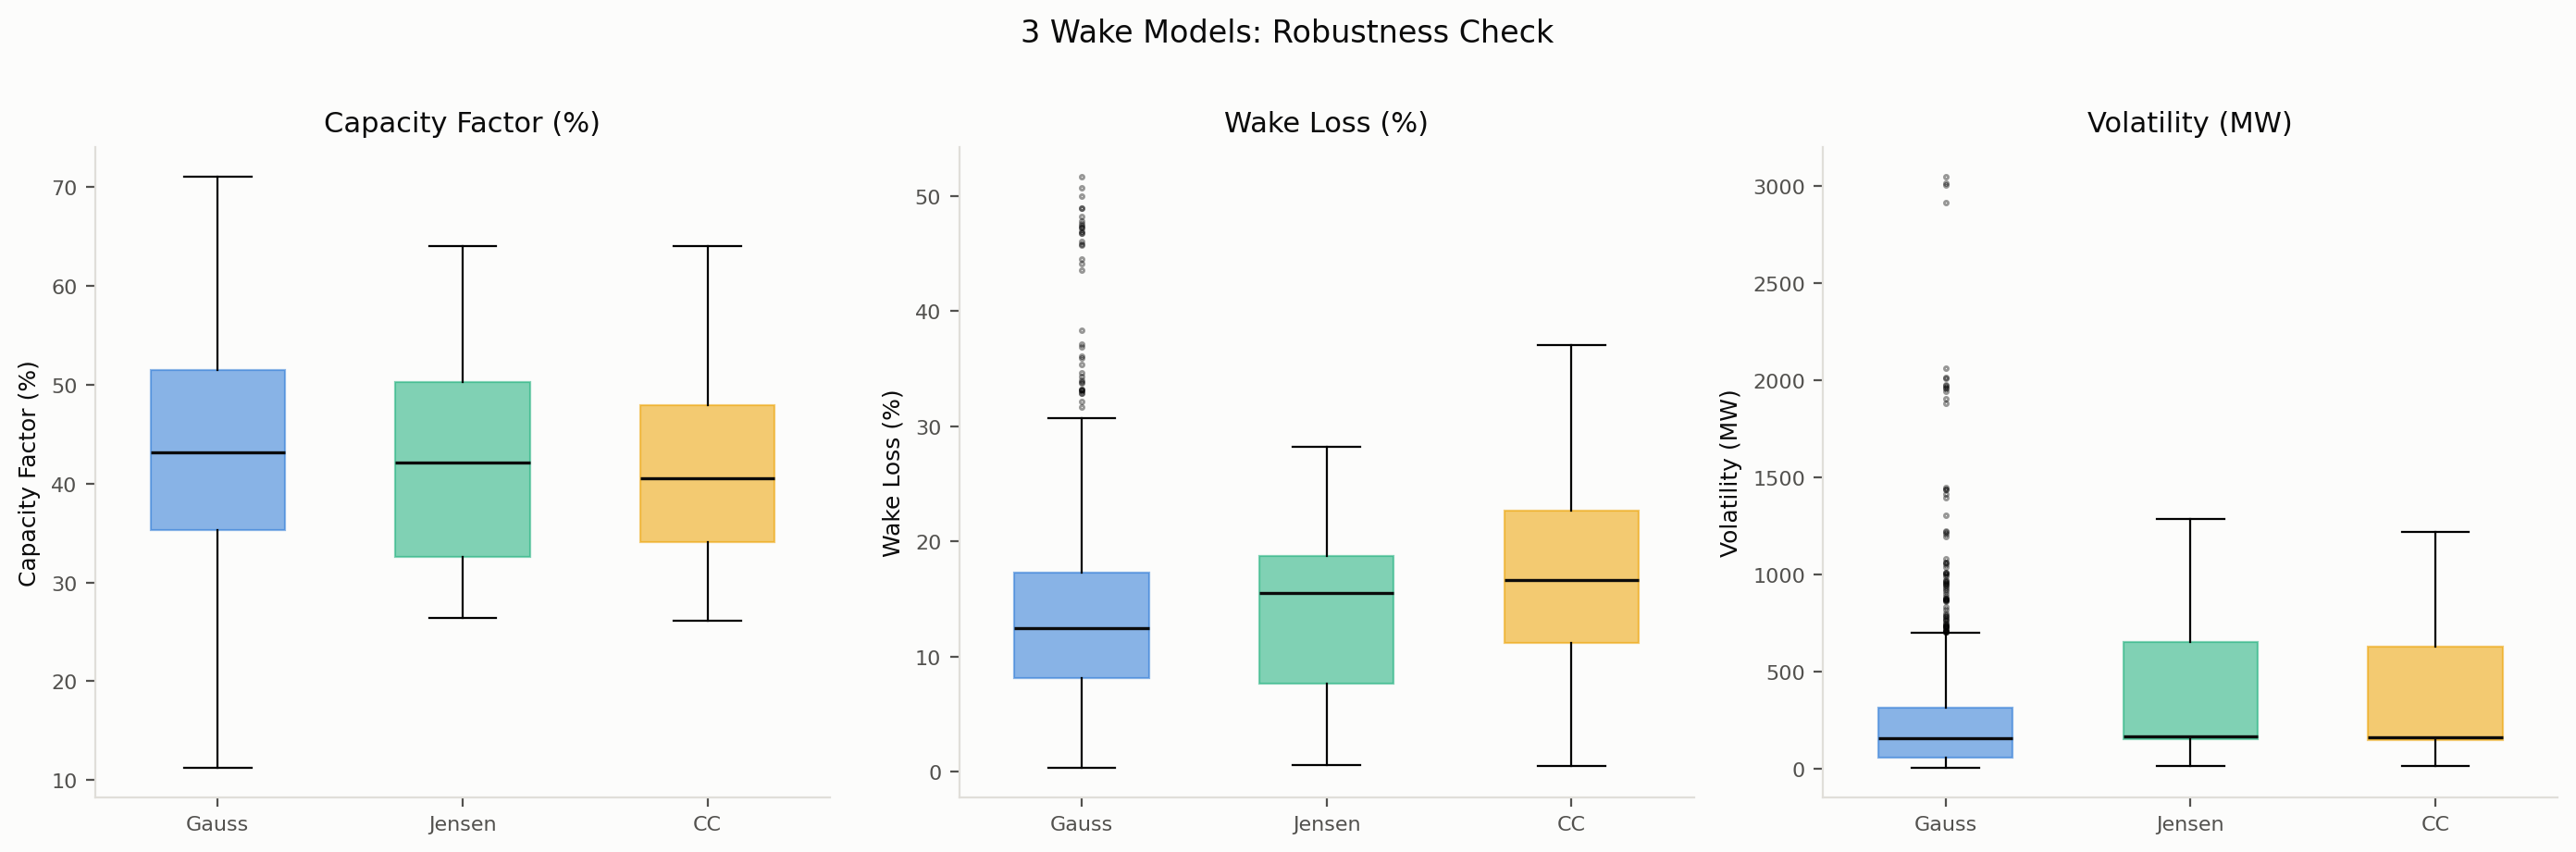 3 Wake Models: Robustness Check
Capacity Factor (%)
Capacity Factor (%)
70
60
50
40
30
20
10
Gauss
Jensen
CC
Wake Loss (%)
Wake Loss (%)
50
40
30
20
10
0
Gauss
Jensen
CC
Volatility (MW)
Volatility (MW)
3000
2500
2000
1500
1000
500
0
Gauss
Jensen
CC